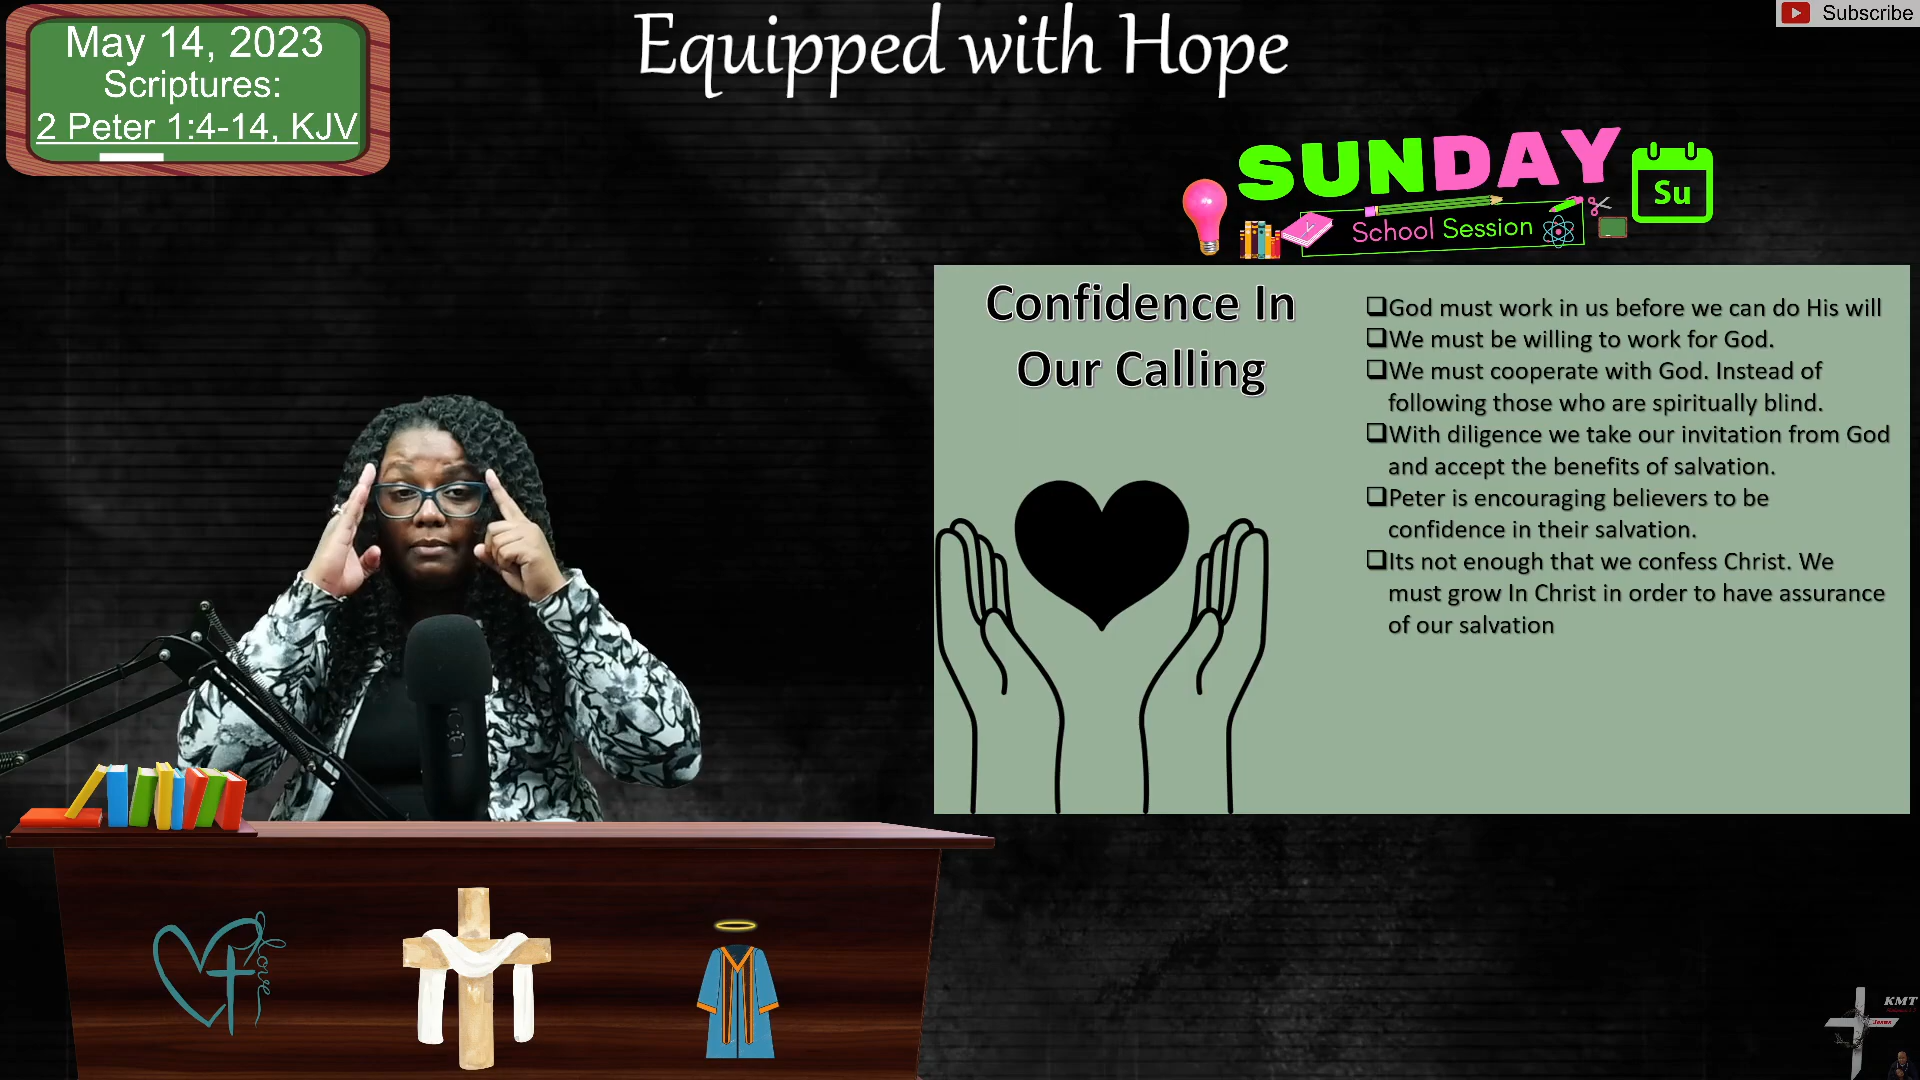 May 14, 2023
Scriptures:
2 Peter 1:4-14, KJV
Equipped with Hope
Subscribe
SUNDAY
Su
School Session
Confidence In
Our Calling
God must work in us before we can do His will
We must be willing to work for God.
We must cooperate with God. Instead of
following those who are spiritually blind.
With diligence we take our invitation from God
and accept the benefits of salvation.
Peter is encouraging believers to be
confidence in their salvation.
Its not enough that we confess Christ. We
must grow In Christ in order to have assurance
of our salvation
Love
KMT
Jesus